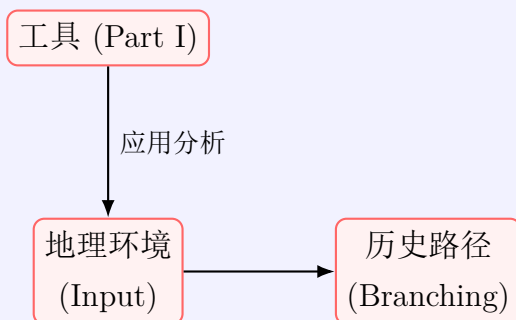 工具 (Part I)
应用分析
地理环境
(Input)
历史路径
(Branching)